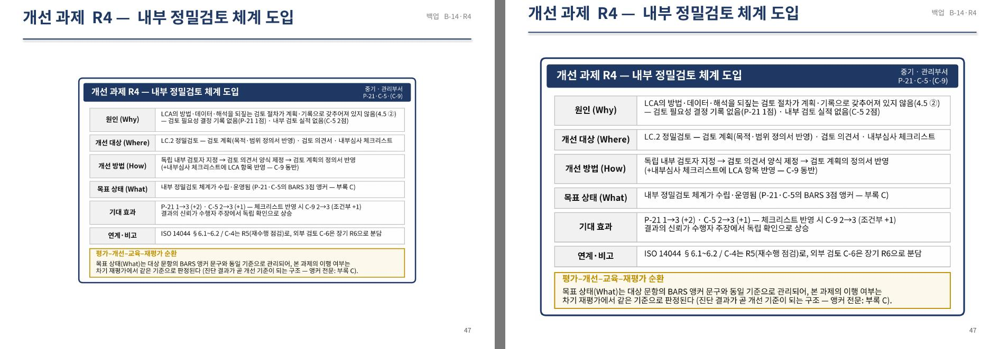 개선 과제 R4 — 내부 정밀검토 체계 도입
백업 B-14·R4
개선 과제 R4 — 내부 정밀검토 체계 도입
중기 · 관리부서
P-21·C-5·(C-9)
원인 (Why)
LCA의 방법·데이터·해석을 되짚는 검토 절차가 계획·기록으로 갖추어져 있지 않음(4.5 ②)
— 검토 필요성 결정 기록 없음(P-21 1점) · 내부 검토 실적 없음(C-5 2점)
개선 대상 (Where)
LC.2 정밀검토 — 검토 계획(목적·범위 정의서 반영) · 검토 의견서 · 내부심사 체크리스트
개선 방법 (How)
독립 내부 검토자 지정 → 검토 의견서 양식 제정 → 검토 계획의 정의서 반영
(+내부심사 체크리스트에 LCA 항목 반영 — C-9 동반)
목표 상태 (What)
내부 정밀검토 체계가 수립·운영됨 (P-21·C-5의 BARS 3점 앵커 — 부록 C)
기대 효과
P-21 1→3 (+2) · C-5 2→3 (+1) — 체크리스트 반영 시 C-9 2→3 (조건부 +1)
결과의 신뢰가 수행자 주장에서 독립 확인으로 상승
연계·비고
ISO 14044 §6.1~6.2 / C-4는 R5(재수행 점검)로, 외부 검토 C-6은 장기 R6으로 분담
평가–개선–교육–재평가 순환
목표 상태(What)는 대상 문항의 BARS 앵커 문구와 동일 기준으로 관리되어, 본 과제의 이행 여부는
차기 재평가에서 같은 기준으로 판정된다 (진단 결과가 곧 개선 기준이 되는 구조 — 앵커 전문: 부록 C).
47
개선 과제 R4 — 내부 정밀검토 체계 도입
백업 B-14·R4
개선 과제 R4 — 내부 정밀검토 체계 도입
중기 · 관리부서
P-21·C-5·(C-9)
원인 (Why)
LCA의 방법·데이터·해석을 되짚는 검토 절차가 계획·기록으로 갖추어져 있지 않음(4.5 ②)
— 검토 필요성 결정 기록 없음(P-21 1점) · 내부 검토 실적 없음(C-5 2점)
개선 대상 (Where)
LC.2 정밀검토 — 검토 계획(목적·범위 정의서 반영) · 검토 의견서 · 내부심사 체크리스트
개선 방법 (How)
독립 내부 검토자 지정 → 검토 의견서 양식 제정 → 검토 계획의 정의서 반영
(+내부심사 체크리스트에 LCA 항목 반영 — C-9 동반)
목표 상태 (What)
내부 정밀검토 체계가 수립·운영됨 (P-21·C-5의 BARS 3점 앵커 — 부록 C)
기대 효과
P-21 1→3 (+2) · C-5 2→3 (+1) — 체크리스트 반영 시 C-9 2→3 (조건부 +1)
결과의 신뢰가 수행자 주장에서 독립 확인으로 상승
연계·비고
ISO 14044 §6.1~6.2 / C-4는 R5(재수행 점검)로, 외부 검토 C-6은 장기 R6으로 분담
평가–개선–교육–재평가 순환
목표 상태(What)는 대상 문항의 BARS 앵커 문구와 동일 기준으로 관리되어, 본 과제의 이행 여부는
차기 재평가에서 같은 기준으로 판정된다 (진단 결과가 곧 개선 기준이 되는 구조 — 앵커 전문: 부록 C).
47